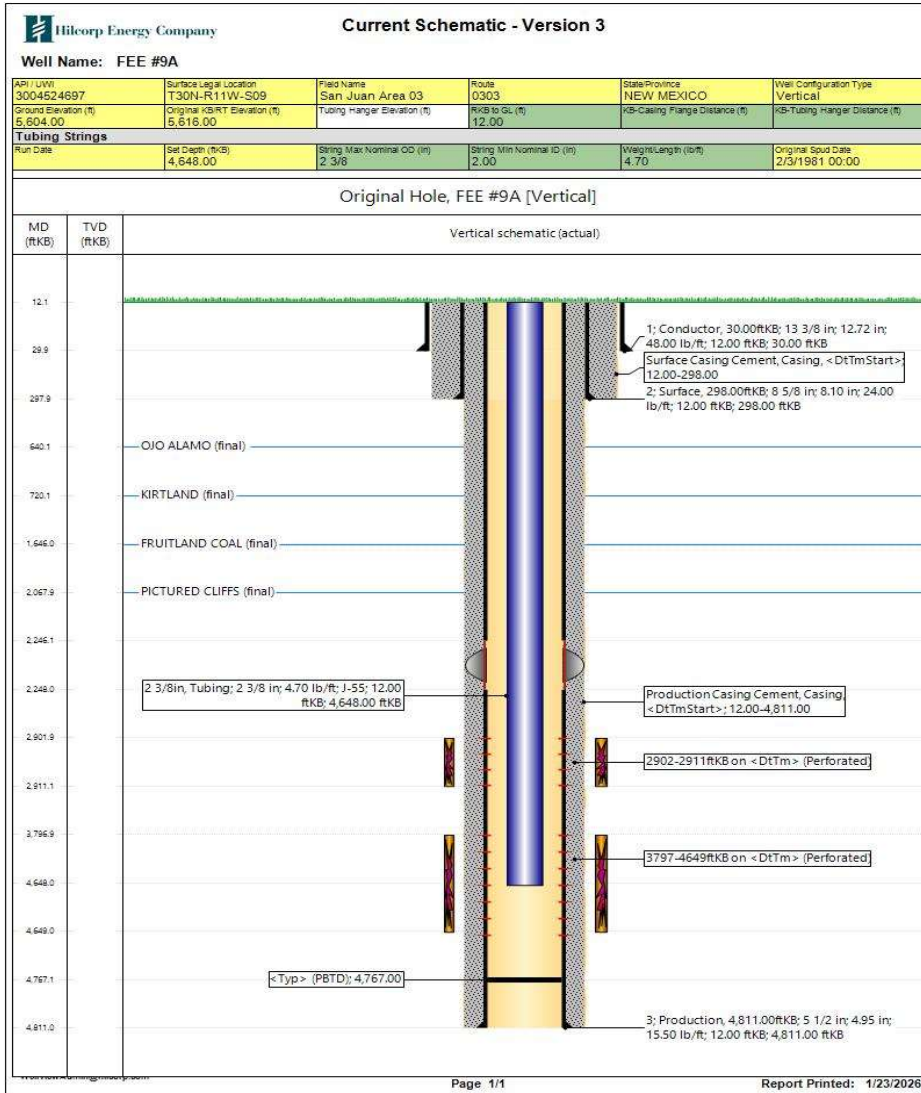 Hilcorp Energy Company
Current Schematic - Version 3
Well Name: FEE #9A
API / UWI
3004524697
Surface Legal Location
T30N-R11W-S09
Field Name
San Juan Area 03
Route
0303
State/Province
NEW MEXICO
Well Configuration Type
Vertical
Ground Elevation (ft)
5,604.00
Original KB/RT Elevation (ft)
5,616.00
Tubing Hanger Elevation (ft)
RKB to GL (ft)
12.00
KB-Casing Flange Distance (ft)
KB-Tubing Hanger Distance (ft)
Tubing Strings
Run Date
Set Depth (ftKB)
4,648.00
String Max Nominal OD (in)
2 3/8
String Min Nominal ID (in)
2.00
Weight/Length (lb/ft)
4.70
Original Spud Date
2/3/1981 00:00
Original Hole, FEE #9A [Vertical]
MD
(ftKB)
TVD
(ftKB)
Vertical schematic (actual)
12.1
1; Conductor, 30.00ftKB; 13 3/8 in; 12.72 in;
48.00 lb/ft; 12.00 ftKB; 30.00 ftKB
29.9
Surface Casing Cement, Casing, <DtTmStart>;
12.00-298.00
2; Surface, 298.00ftKB; 8 5/8 in; 8.10 in; 24.00
lb/ft; 12.00 ftKB; 298.00 ftKB
297.9
640.1
OJO ALAMO (final)
720.1
KIRTLAND (final)
1,646.0
FRUITLAND COAL (final)
2,067.9
PICTURED CLIFFS (final)
2,246.1
2,248.0
2 3/8in, Tubing; 2 3/8 in; 4.70 lb/ft; J-55; 12.00
ftKB; 4,648.00 ftKB
Production Casing Cement, Casing,
<DtTmStart>; 12.00-4,811.00
2,901.9
2902-2911ftKB on <DtTm> (Perforated)
2,911.1
3,796.9
3797-4649ftKB on <DtTm> (Perforated)
4,648.0
4,649.0
4,767.1
<Typ> (PBTD); 4,767.00
4,811.0
3; Production, 4,811.00ftKB; 5 1/2 in; 4.95 in;
15.50 lb/ft; 12.00 ftKB; 4,811.00 ftKB
Page 1/1
Report Printed: 1/23/2026